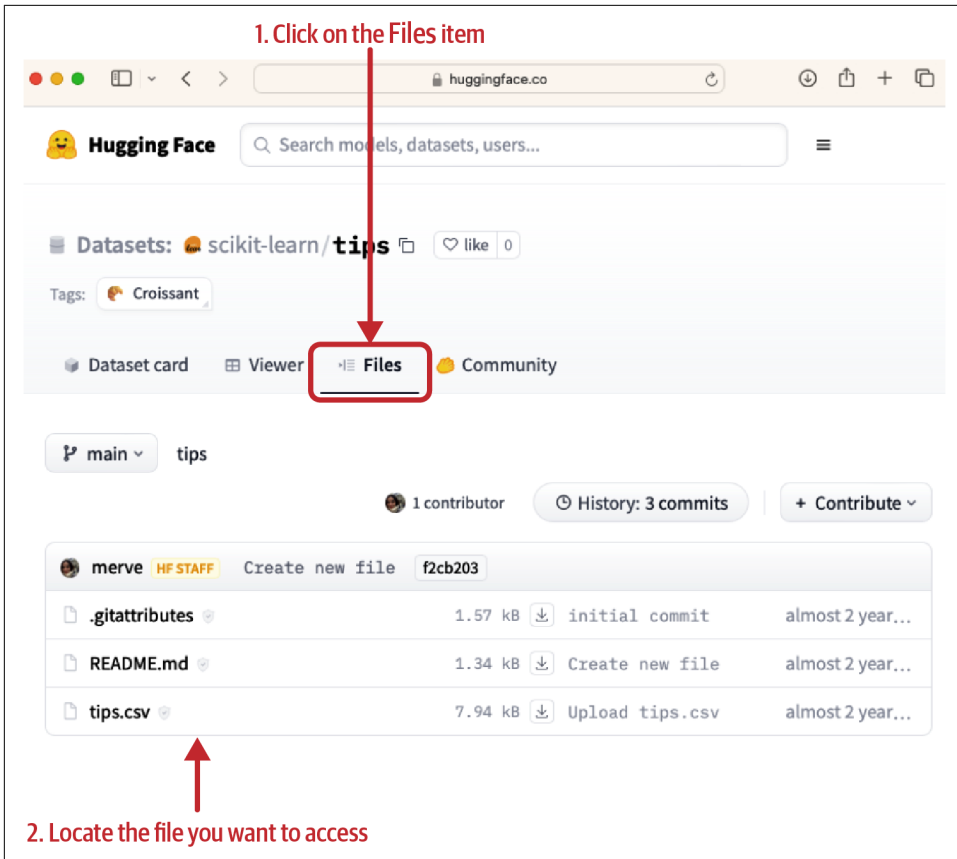 1. Click on the Files item
huggingface.co
Hugging Face
Search models, datasets, users...
Datasets: scikit-learn/tips like 0
Tags: Croissant
Dataset card Viewer Files Community
main tips
1 contributor History: 3 commits + Contribute
merve HF STAFF Create new file f2cb203
.gitattributes 1.57 kB initial commit almost 2 year...
README.md 1.34 kB Create new file almost 2 year...
tips.csv 7.94 kB Upload tips.csv almost 2 year...
2. Locate the file you want to access